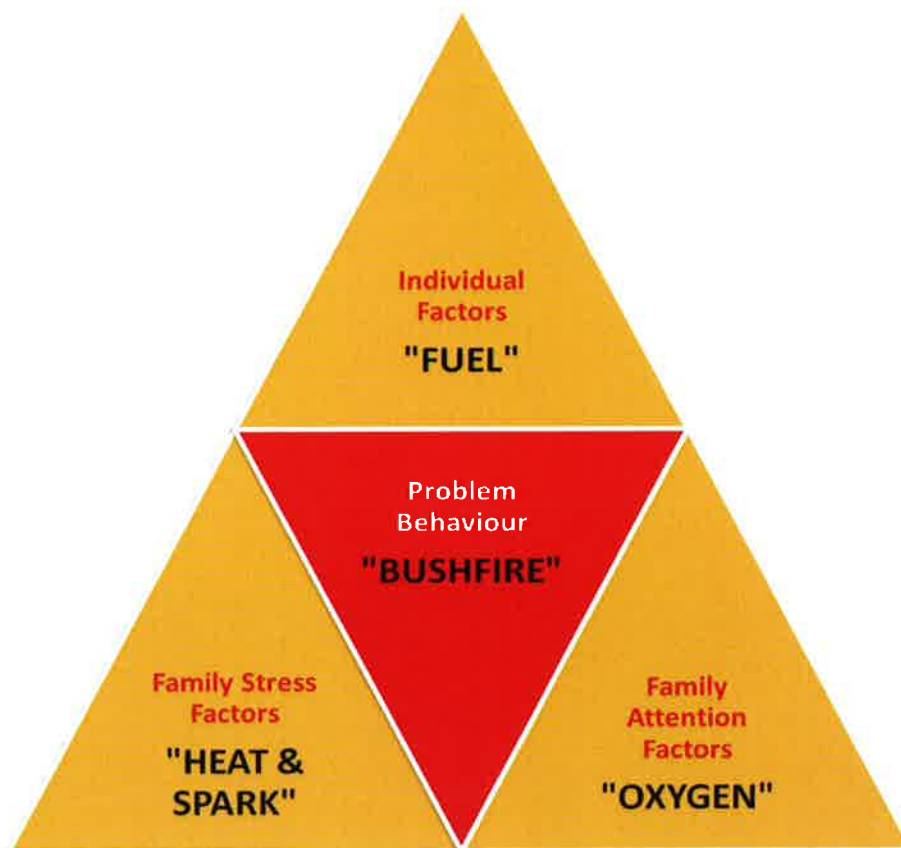 Individual
Factors
"FUEL"
Problem
Behaviour
"BUSHFIRE"
Family Stress
Factors
"HEAT &
SPARK"
Family
Attention
Factors
"OXYGEN"